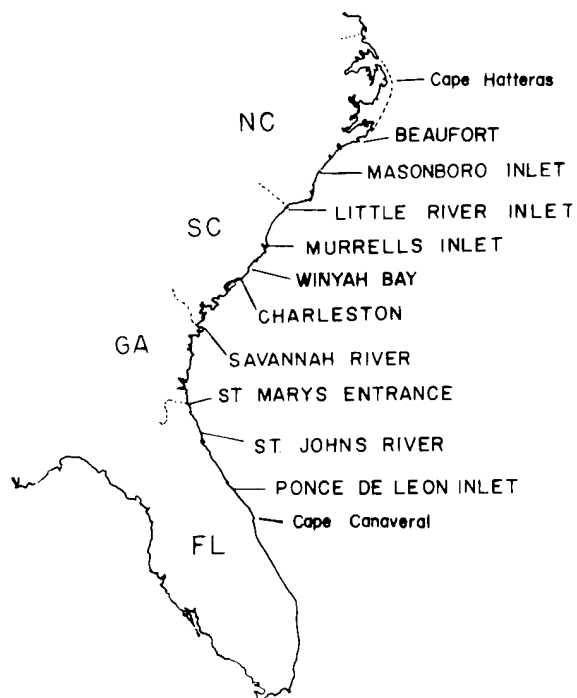 Cape Hatteras
NC
BEAUFORT
MASONBORO INLET
LITTLE RIVER INLET
SC
MURRELLS INLET
WINYAH BAY
CHARLESTON
GA
SAVANNAH RIVER
ST MARYS ENTRANCE
ST. JOHNS RIVER
PONCE DE LEON INLET
Cape Canaveral
FL